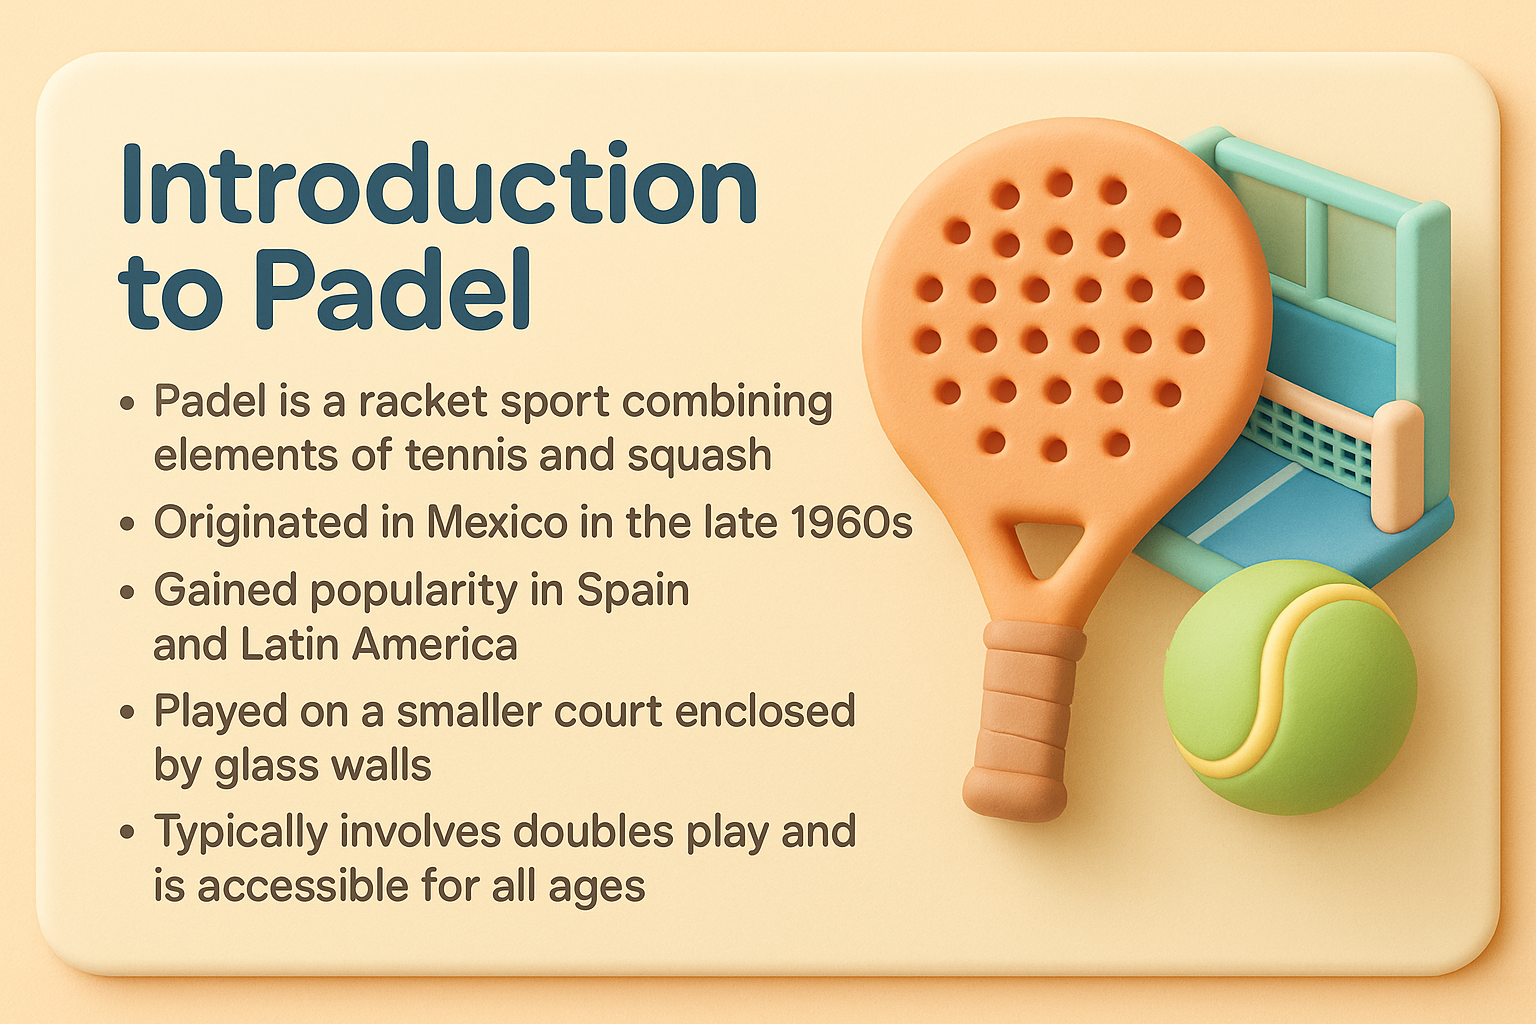 Introduction
to Padel
• Padel is a racket sport combining
elements of tennis and squash
• Originated in Mexico in the late 1960s
• Gained popularity in Spain
and Latin America
• Played on a smaller court enclosed
by glass walls
• Typically involves doubles play and
is accessible for all ages